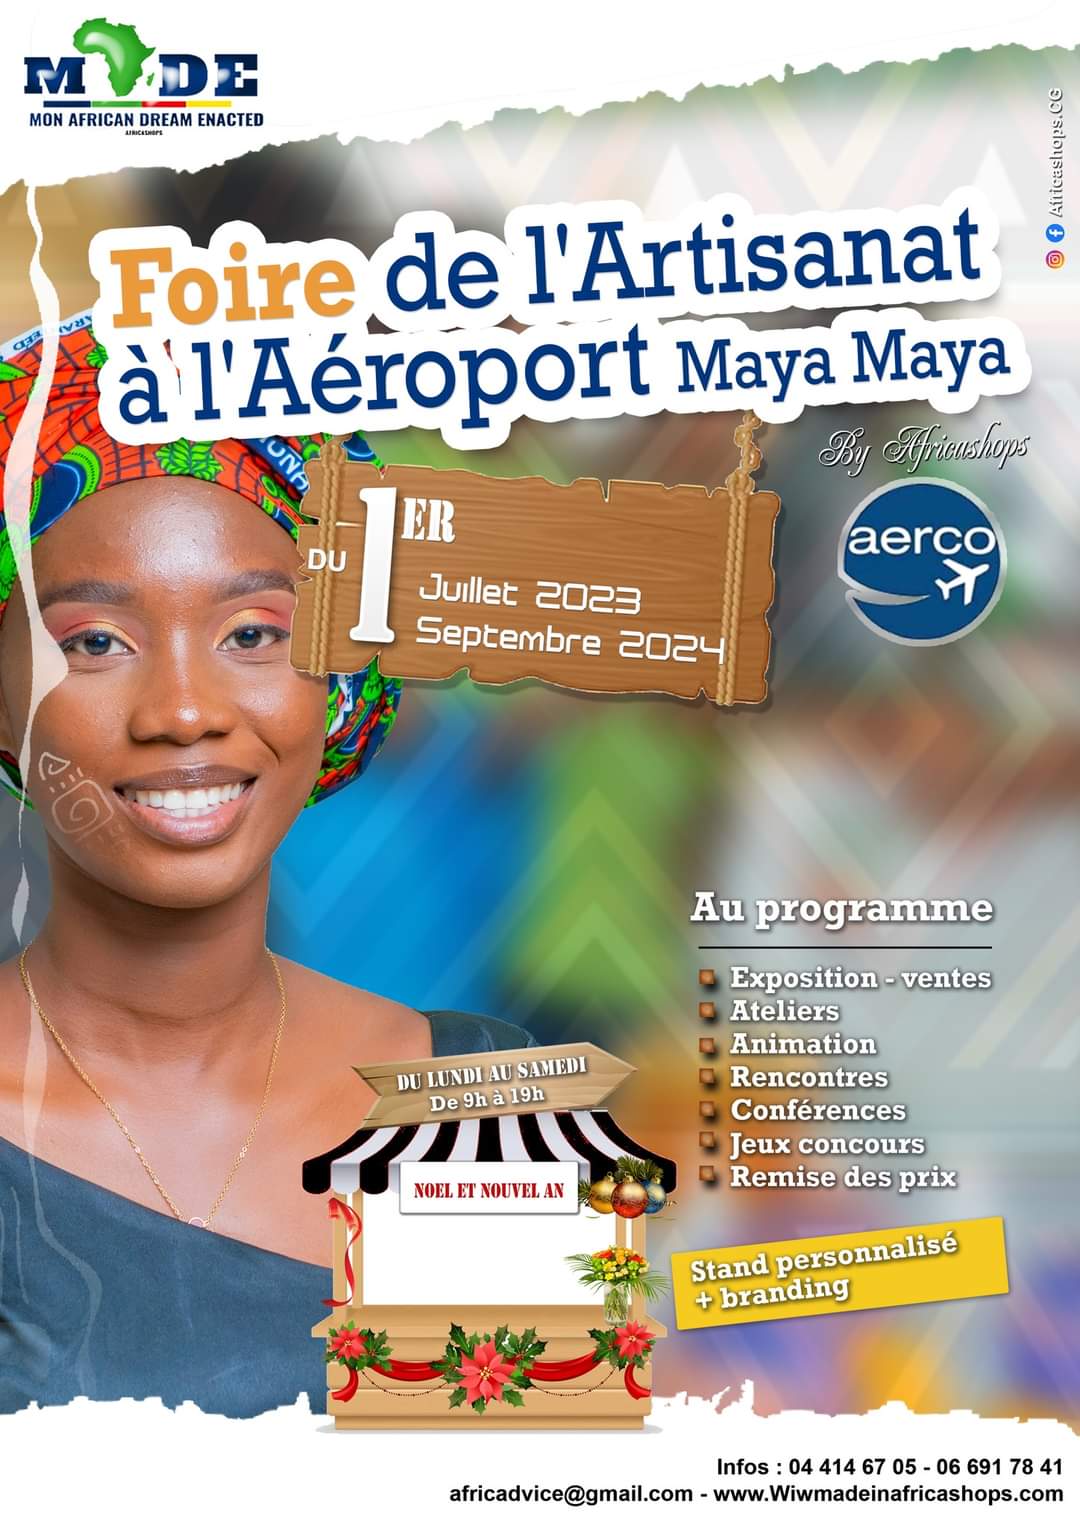 MADE
MON AFRICAN DREAM ENACTED
AFRICASHOPS
Africashops.CG
Foire de l'Artisanat
à l'Aéroport Maya Maya
By Africashops
aerco
DU 1ER
Juillet 2023
Septembre 2024
Au programme
Exposition - ventes
Ateliers
Animation
Rencontres
Conférences
Jeux concours
Remise des prix
DU LUNDI AU SAMEDI
De 9h à 19h
NOEL ET NOUVEL AN
Stand personnalisé
+ branding
Infos : 04 414 67 05 - 06 691 78 41
africadvice@gmail.com - www.Wiwmadeinafricashops.com